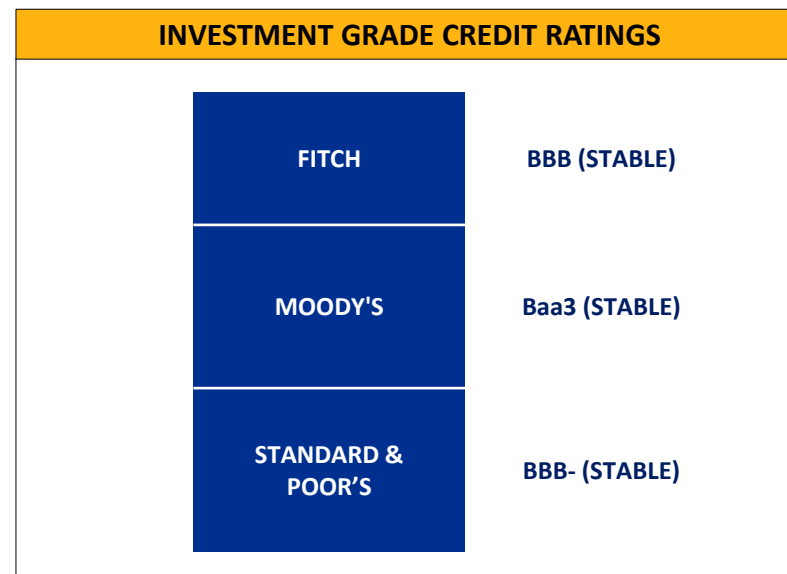 INVESTMENT GRADE CREDIT RATINGS
FITCH BBB (STABLE)
MOODY'S Baa3 (STABLE)
STANDARD &
POOR’S
BBB- (STABLE)